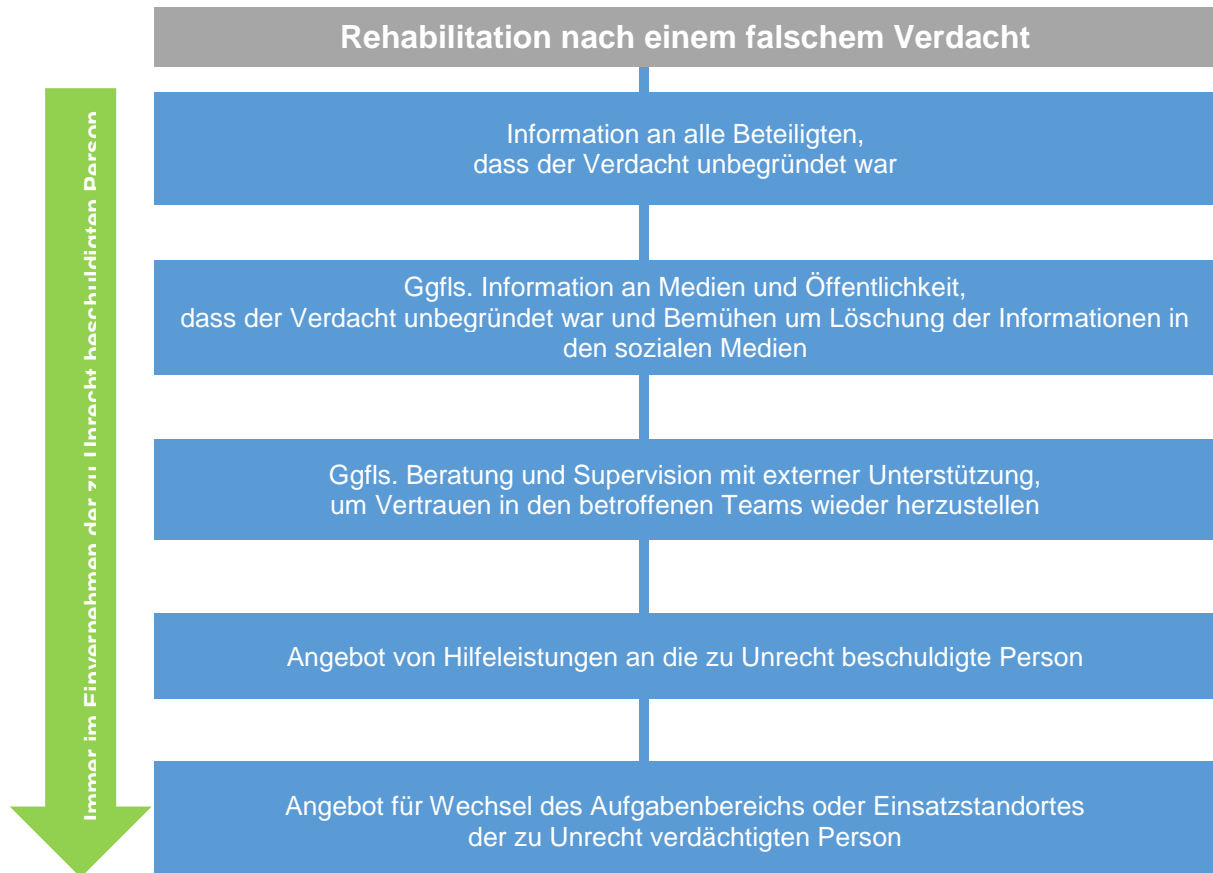 Rehabilitation nach einem falschem Verdacht
Immer im Einvernehmen der zu Unrecht beschuldigten Person
Information an alle Beteiligten,
dass der Verdacht unbegründet war
Ggfls. Information an Medien und Öffentlichkeit,
dass der Verdacht unbegründet war und Bemühen um Löschung der Informationen in
den sozialen Medien
Ggfls. Beratung und Supervision mit externer Unterstützung,
um Vertrauen in den betroffenen Teams wieder herzustellen
Angebot von Hilfeleistungen an die zu Unrecht beschuldigte Person
Angebot für Wechsel des Aufgabenbereichs oder Einsatzstandortes
der zu Unrecht verdächtigten Person